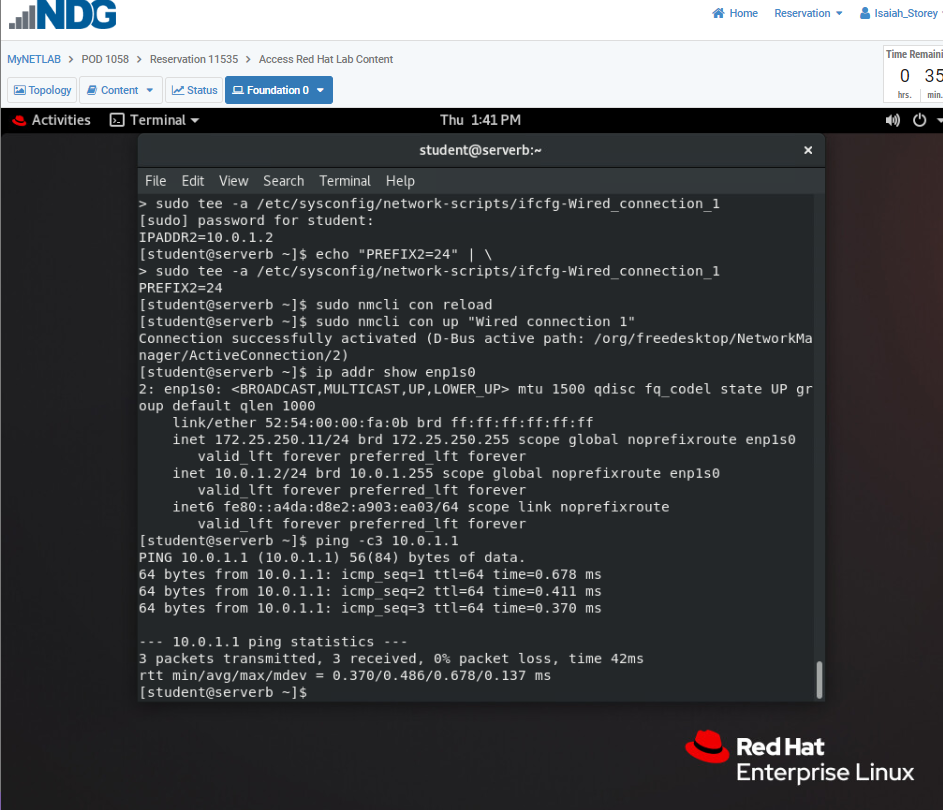 NDG
Home Reservation Isaiah_Storey
MyNETLAB > POD 1058 > Reservation 11535 > Access Red Hat Lab Content
Time Remaini
0 35
hrs. min.
Topology Content Status Foundation 0
Activities Terminal Thu 1:41 PM
student@serverb:~
File Edit View Search Terminal Help
> sudo tee -a /etc/sysconfig/network-scripts/ifcfg-Wired_connection_1
[sudo] password for student:
IPADDR2=10.0.1.2
[student@serverb ~]$ echo "PREFIX2=24" | \
> sudo tee -a /etc/sysconfig/network-scripts/ifcfg-Wired_connection_1
PREFIX2=24
[student@serverb ~]$ sudo nmcli con reload
[student@serverb ~]$ sudo nmcli con up "Wired connection 1"
Connection successfully activated (D-Bus active path: /org/freedesktop/NetworkMa
nager/ActiveConnection/2)
[student@serverb ~]$ ip addr show enp1s0
2: enp1s0: <BROADCAST,MULTICAST,UP,LOWER_UP> mtu 1500 qdisc fq_codel state UP gr
oup default qlen 1000
    link/ether 52:54:00:00:fa:0b brd ff:ff:ff:ff:ff:ff
    inet 172.25.250.11/24 brd 172.25.250.255 scope global noprefixroute enp1s0
       valid_lft forever preferred_lft forever
    inet 10.0.1.2/24 brd 10.0.1.255 scope global noprefixroute enp1s0
       valid_lft forever preferred_lft forever
    inet6 fe80::a4da:d8e2:a903:ea03/64 scope link noprefixroute
       valid_lft forever preferred_lft forever
[student@serverb ~]$ ping -c3 10.0.1.1
PING 10.0.1.1 (10.0.1.1) 56(84) bytes of data.
64 bytes from 10.0.1.1: icmp_seq=1 ttl=64 time=0.678 ms
64 bytes from 10.0.1.1: icmp_seq=2 ttl=64 time=0.411 ms
64 bytes from 10.0.1.1: icmp_seq=3 ttl=64 time=0.370 ms

--- 10.0.1.1 ping statistics ---
3 packets transmitted, 3 received, 0% packet loss, time 42ms
rtt min/avg/max/mdev = 0.370/0.486/0.678/0.137 ms
[student@serverb ~]$
Red Hat
Enterprise Linux